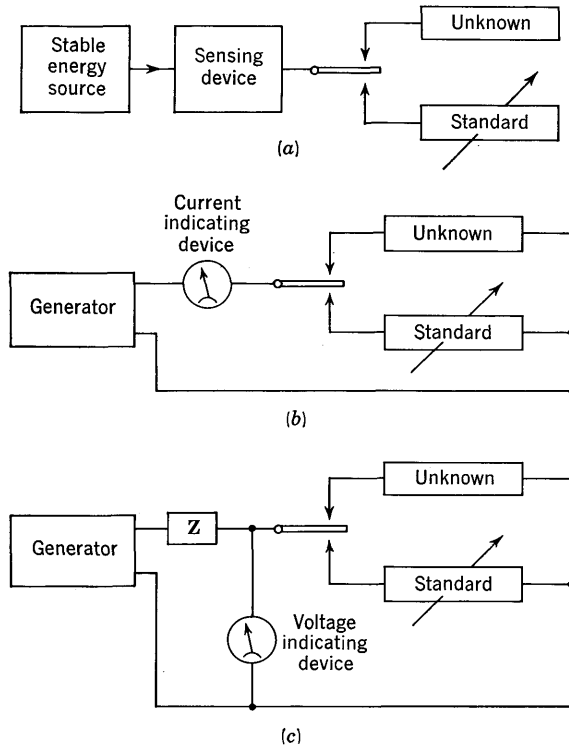 Stable
energy
source
Sensing
device
Unknown
Standard
(a)
Current
indicating
device
Generator
Unknown
Standard
(b)
Generator
Z
Unknown
Standard
Voltage
indicating
device
(c)